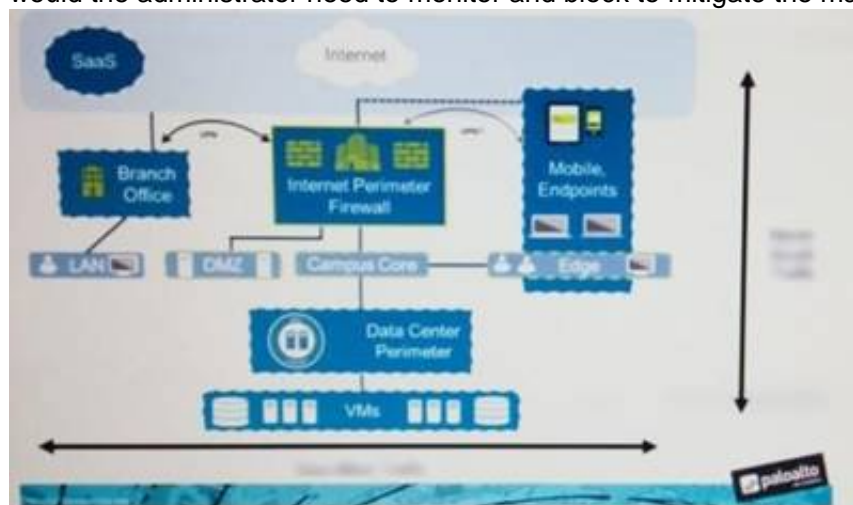 would the administrator need to monitor and block to mitigate the
SaaS
Internet
Branch
Office
Internet Perimeter
Firewall
Mobile,
Endpoints
LAN
DMZ
Campus Core
Edge
Data Center
Perimeter
VMs
paloalto